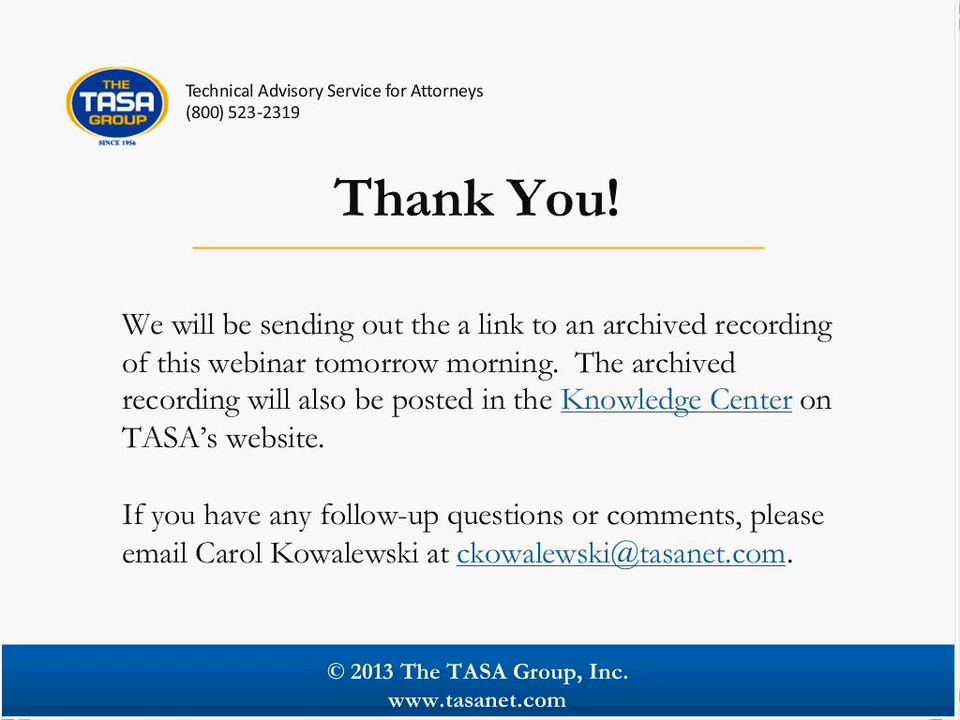 THE
TASA
GROUP
SINCE 1956
Technical Advisory Service for Attorneys
(800) 523-2319
Thank You!
We will be sending out the a link to an archived recording
of this webinar tomorrow morning.  The archived
recording will also be posted in the Knowledge Center on
TASA’s website.
If you have any follow-up questions or comments, please
email Carol Kowalewski at ckowalewski@tasanet.com.
© 2013 The TASA Group, Inc.
www.tasanet.com